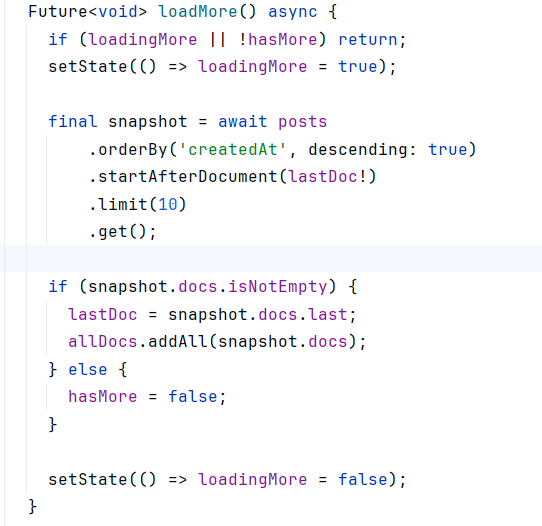 Future<void> loadMore() async {
if (loadingMore || !hasMore) return;
setState(() => loadingMore = true);
final snapshot = await posts
.orderBy('createdAt', descending: true)
.startAfterDocument(lastDoc!)
.limit(10)
.get();
if (snapshot.docs.isNotEmpty) {
lastDoc = snapshot.docs.last;
allDocs.addAll(snapshot.docs);
} else {
hasMore = false;
}
setState(() => loadingMore = false);
}